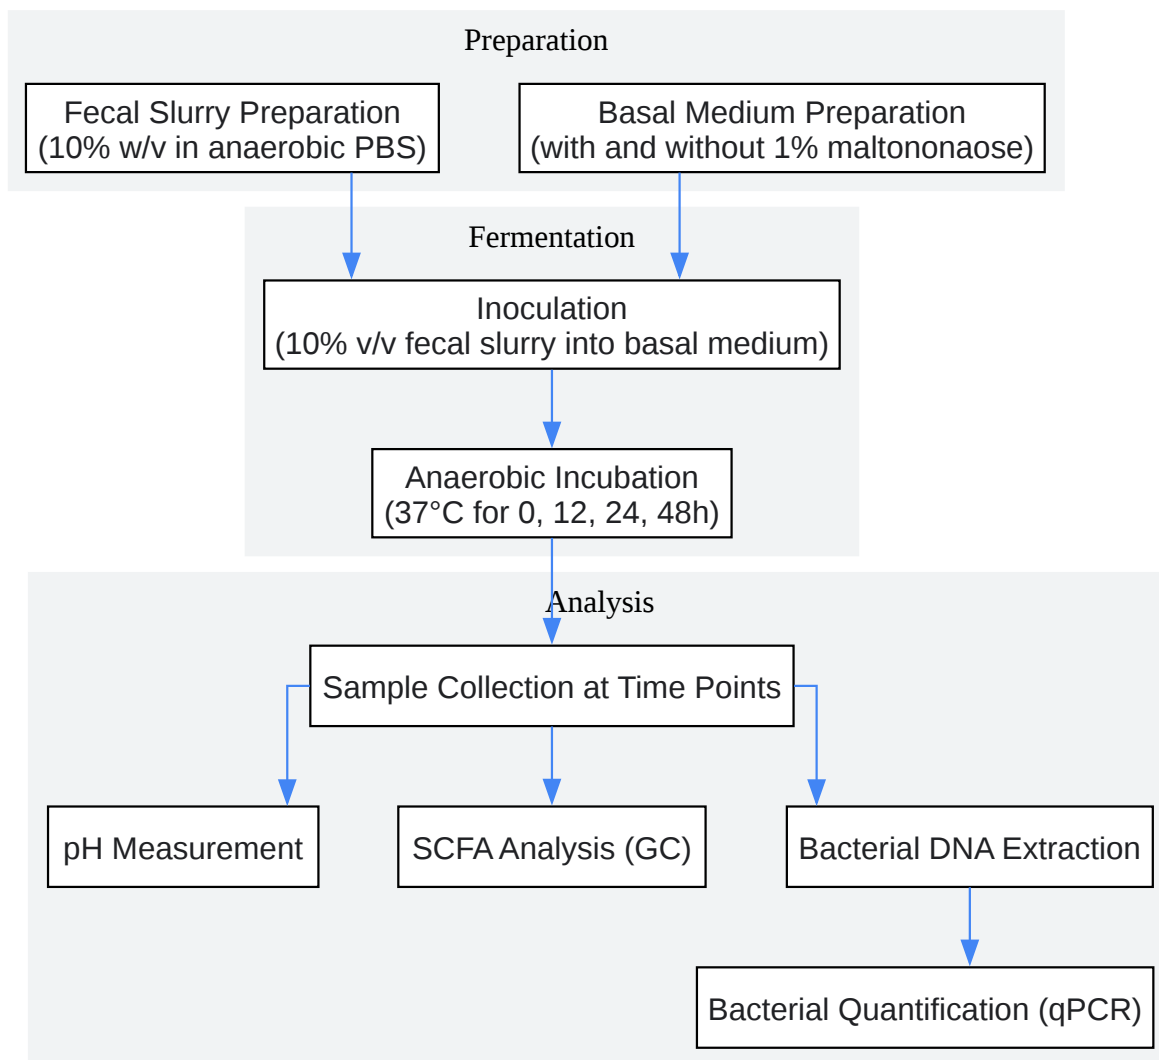 Preparation
Fecal Slurry Preparation
(10% w/v in anaerobic PBS)
Basal Medium Preparation
(with and without 1% maltononaose)
Fermentation
Inoculation
(10% v/v fecal slurry into basal medium)
Anaerobic Incubation
(37°C for 0, 12, 24, 48h)
Analysis
Sample Collection at Time Points
pH Measurement
SCFA Analysis (GC)
Bacterial DNA Extraction
Bacterial Quantification (qPCR)